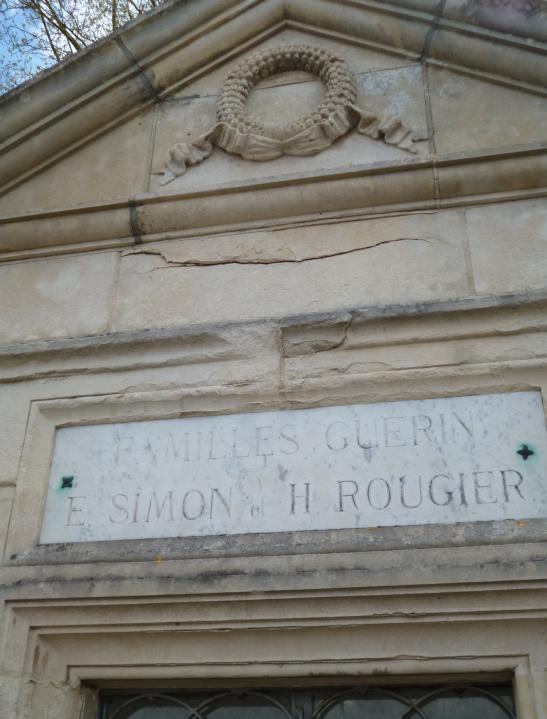 FAMILLES GUERIN
E. SIMON et H. ROUGIER